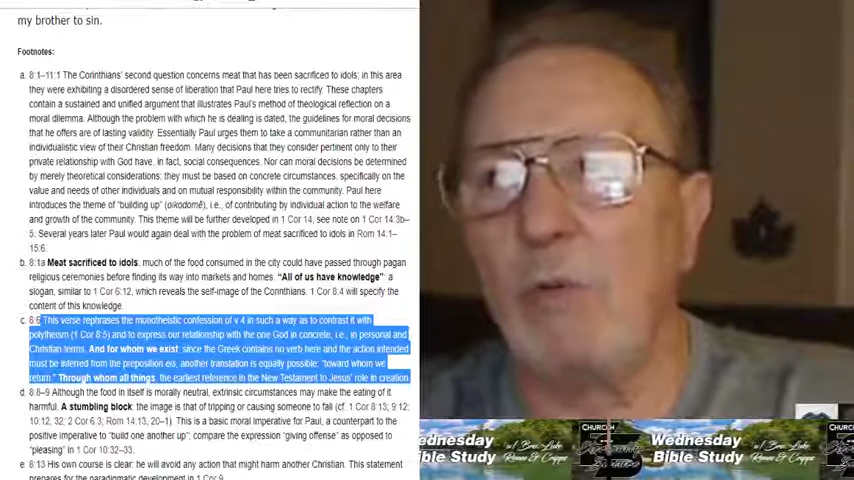 my brother to sin.
Footnotes:
a. 8:1–11:1 The Corinthians' second question concerns meat that has been sacrificed to idols; in this area
they were exhibiting a disordered sense of liberation that Paul here tries to rectify. These chapters
contain a sustained and unified argument that illustrates Paul's method of theological reflection on a
moral dilemma. Although the problem with which he is dealing is dated, the guidelines for moral decisions
that he offers are of lasting validity. Essentially Paul urges them to take a communitarian rather than an
individualistic view of their Christian freedom. Many decisions that they consider pertinent only to their
private relationship with God have, in fact, social consequences. Nor can moral decisions be determined
by merely theoretical considerations; they must be based on concrete circumstances, specifically on the
value and needs of other individuals and on mutual responsibility within the community. Paul here
introduces the theme of "building up" (oikodomē), i.e., of contributing by individual action to the welfare
and growth of the community. This theme will be further developed in 1 Cor 14; see note on 1 Cor 14:3b–
5. Several years later Paul would again deal with the problem of meat sacrificed to idols in Rom 14:1–
15:6.
b. 8:1a Meat sacrificed to idols: much of the food consumed in the city could have passed through pagan
religious ceremonies before finding its way into markets and homes. "All of us have knowledge": a
slogan, similar to 1 Cor 6:12, which reveals the self-image of the Corinthians. 1 Cor 8:4 will specify the
content of this knowledge.
c. 8:6 This verse rephrases the monotheistic confession of v 4 in such a way as to contrast it with
polytheism (1 Cor 8:5) and to express our relationship with the one God in concrete, i.e., in personal and
Christian terms. And for whom we exist: since the Greek contains no verb here and the action intended
must be inferred from the preposition eis, another translation is equally possible: "toward whom we
return." Through whom all things: the earliest reference in the New Testament to Jesus' role in creation.
d. 8:8–9 Although the food in itself is morally neutral, extrinsic circumstances may make the eating of it
harmful. A stumbling block: the image is that of tripping or causing someone to fall (cf. 1 Cor 8:13; 9:12;
10:12, 32; 2 Cor 6:3; Rom 14:13, 20–1). This is a basic moral imperative for Paul, a counterpart to the
positive imperative to "build one another up"; compare the expression "giving offense" as opposed to
"pleasing" in 1 Cor 10:32–33.
e. 8:13 His own course is clear: he will avoid any action that might harm another Christian. This statement
prepares for the paradigmatic development in 1 Cor 9.
Wednesday
Bible Study
CHURCH
w/ Bro. Luke
Wednesday
Bible Study
w/ Bro. Luke
CHURCH